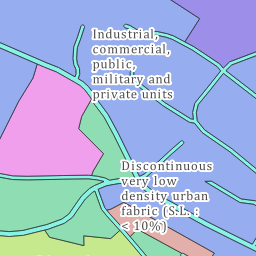 Industrial,
commercial,
public,
military and
private units
Discontinuous
very low
density urban
fabric (S.L. :
< 10%)